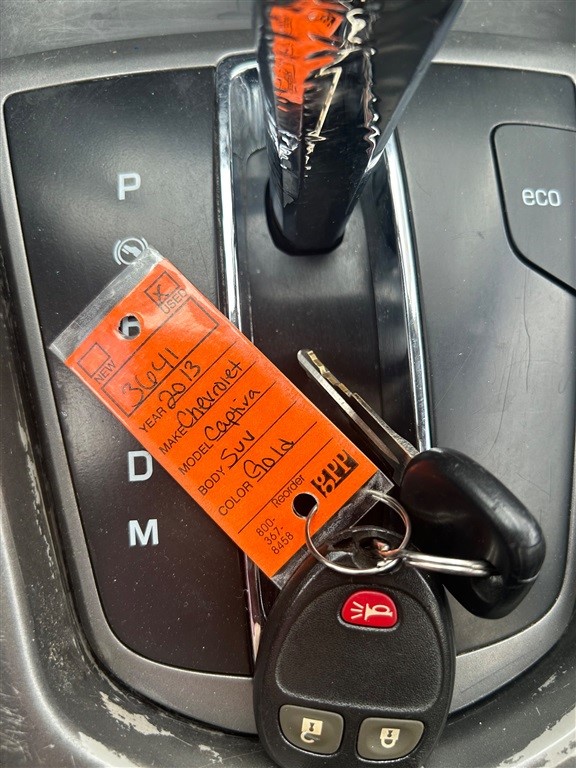 P
eco
NEW USED
3641
YEAR 2013
MAKE Chevrolet
MODEL Captiva
BODY Suv
COLOR Gold
Reorder BPP
800-
367-
8458
D
M